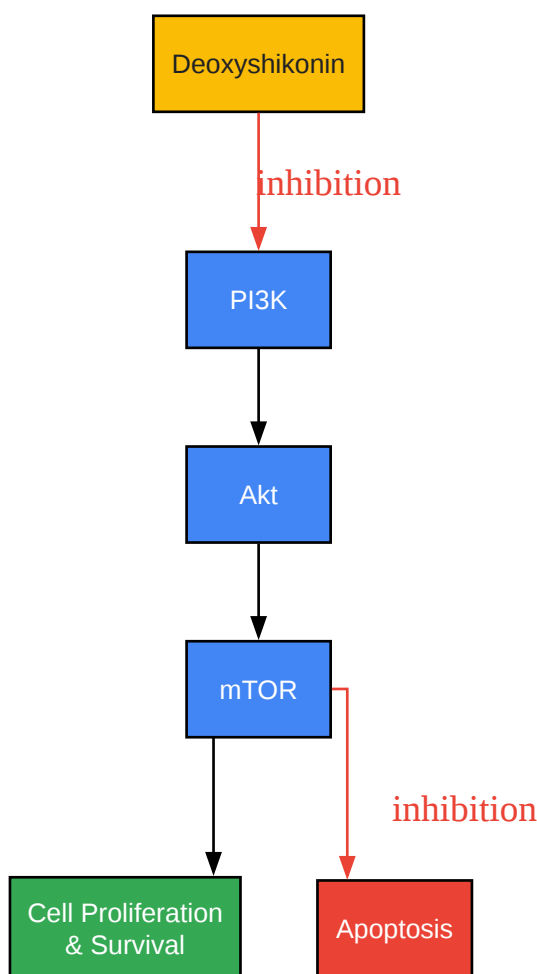 Deoxyshikonin
inhibition
PI3K
Akt
mTOR
inhibition
Cell Proliferation
& Survival
Apoptosis